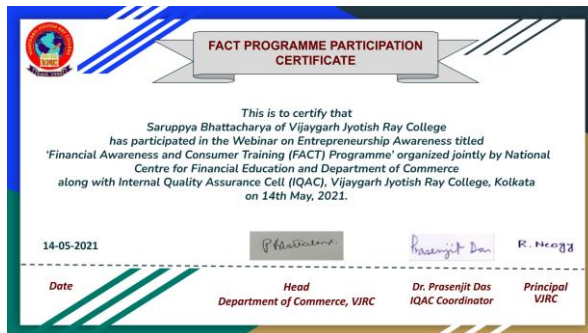 FACT PROGRAMME PARTICIPATION
CERTIFICATE
This is to certify that
Saruppya Bhattacharya of Vijaygarh Jyotish Ray College
has participated in the Webinar on Entrepreneurship Awareness titled
'Financial Awareness and Consumer Training (FACT) Programme' organized jointly by National
Centre for Financial Education and Department of Commerce
along with Internal Quality Assurance Cell (IQAC), Vijaygarh Jyotish Ray College, Kolkata
on 14th May, 2021.
14-05-2021
Prasenjit Das
R. Neogy
Date
Head
Department of Commerce, VJRC
Dr. Prasenjit Das
IQAC Coordinator
Principal
VJRC